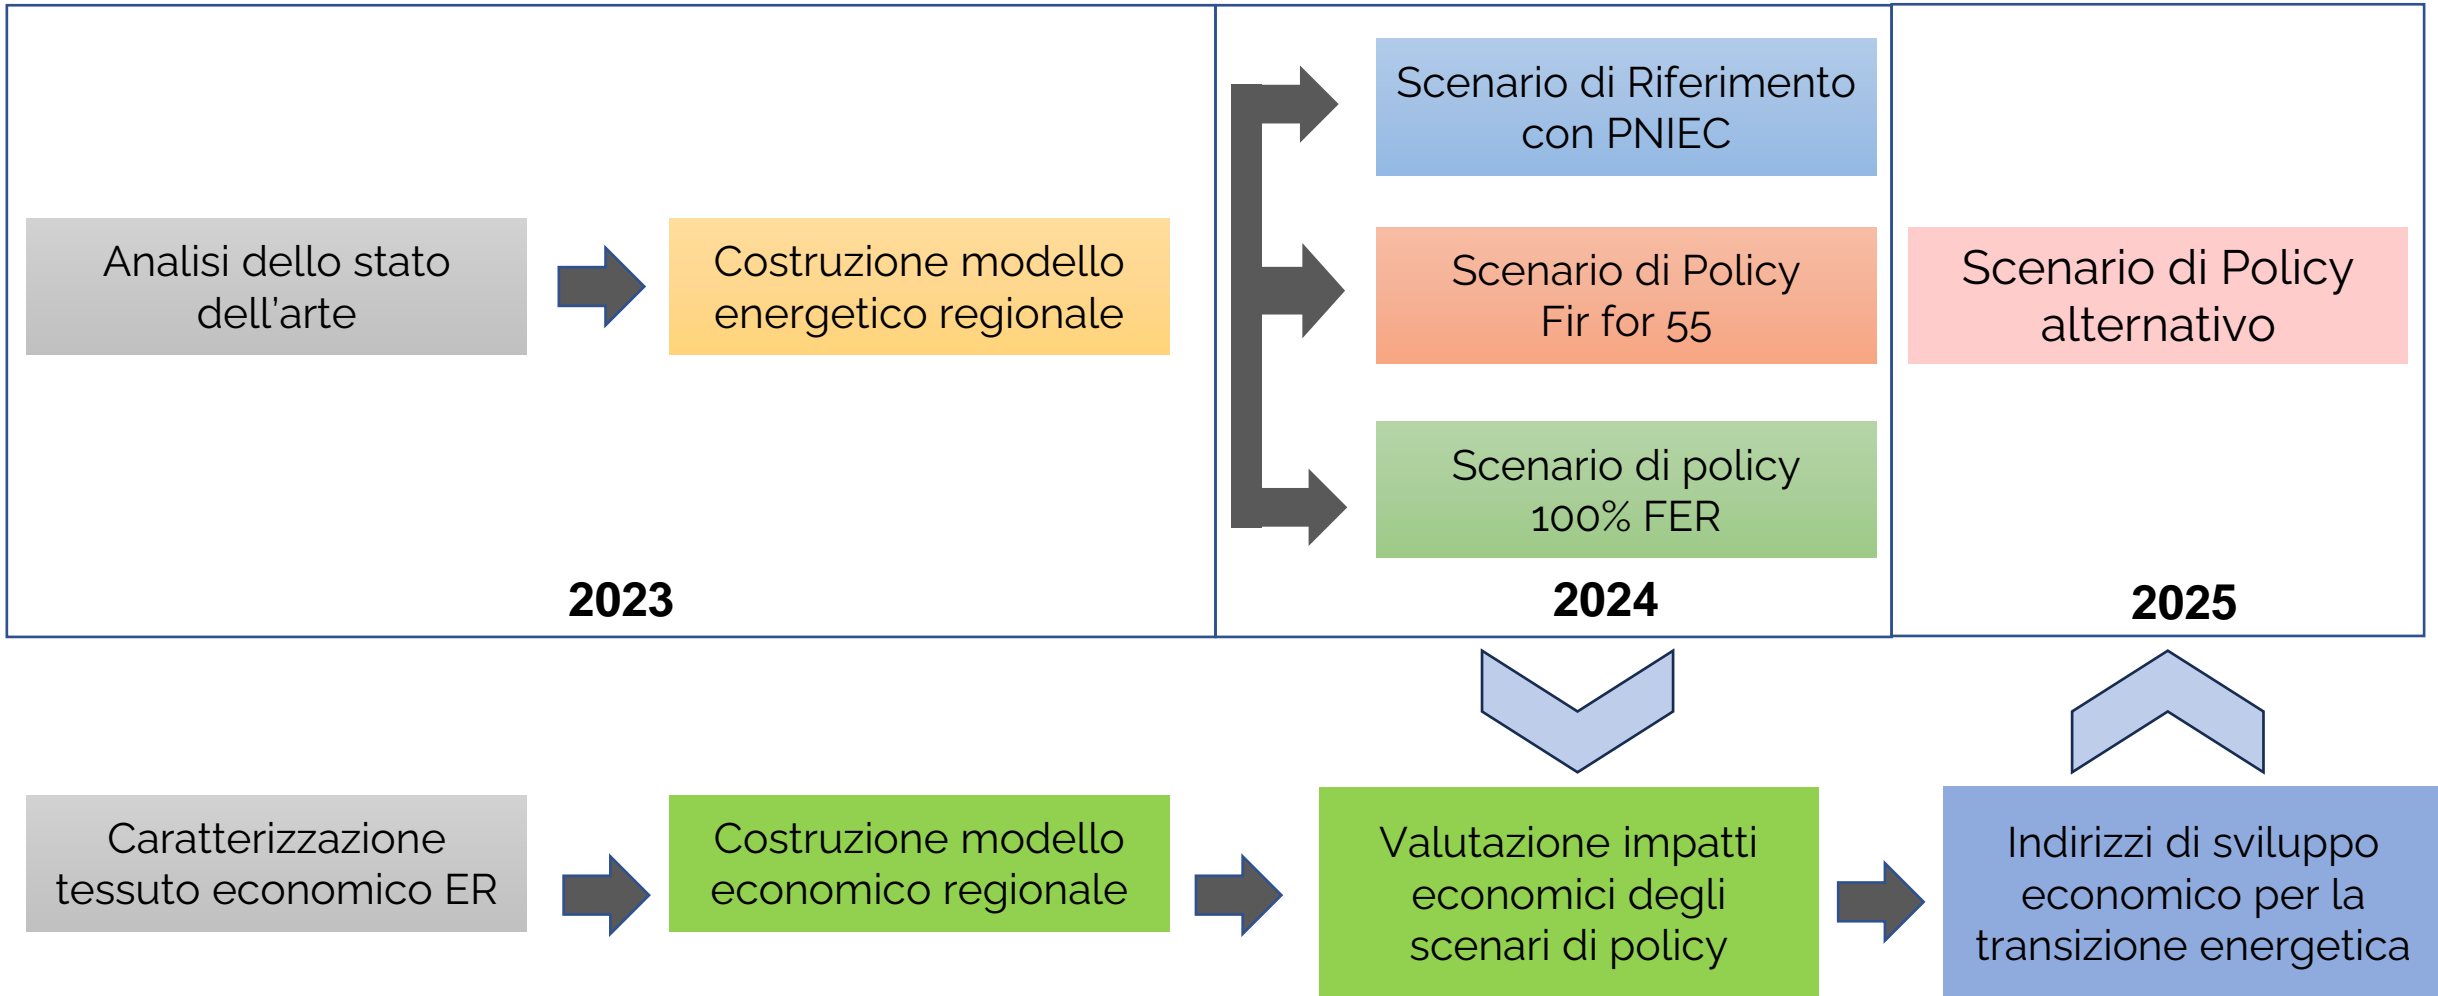 Analisi dello stato
dell'arte
Costruzione modello
energetico regionale
2023
Scenario di Riferimento
con PNIEC
Scenario di Policy
Fir for 55
Scenario di policy
100% FER
2024
Scenario di Policy
alternativo
2025
Caratterizzazione
tessuto economico ER
Costruzione modello
economico regionale
Valutazione impatti
economici degli
scenari di policy
Indirizzi di sviluppo
economico per la
transizione energetica